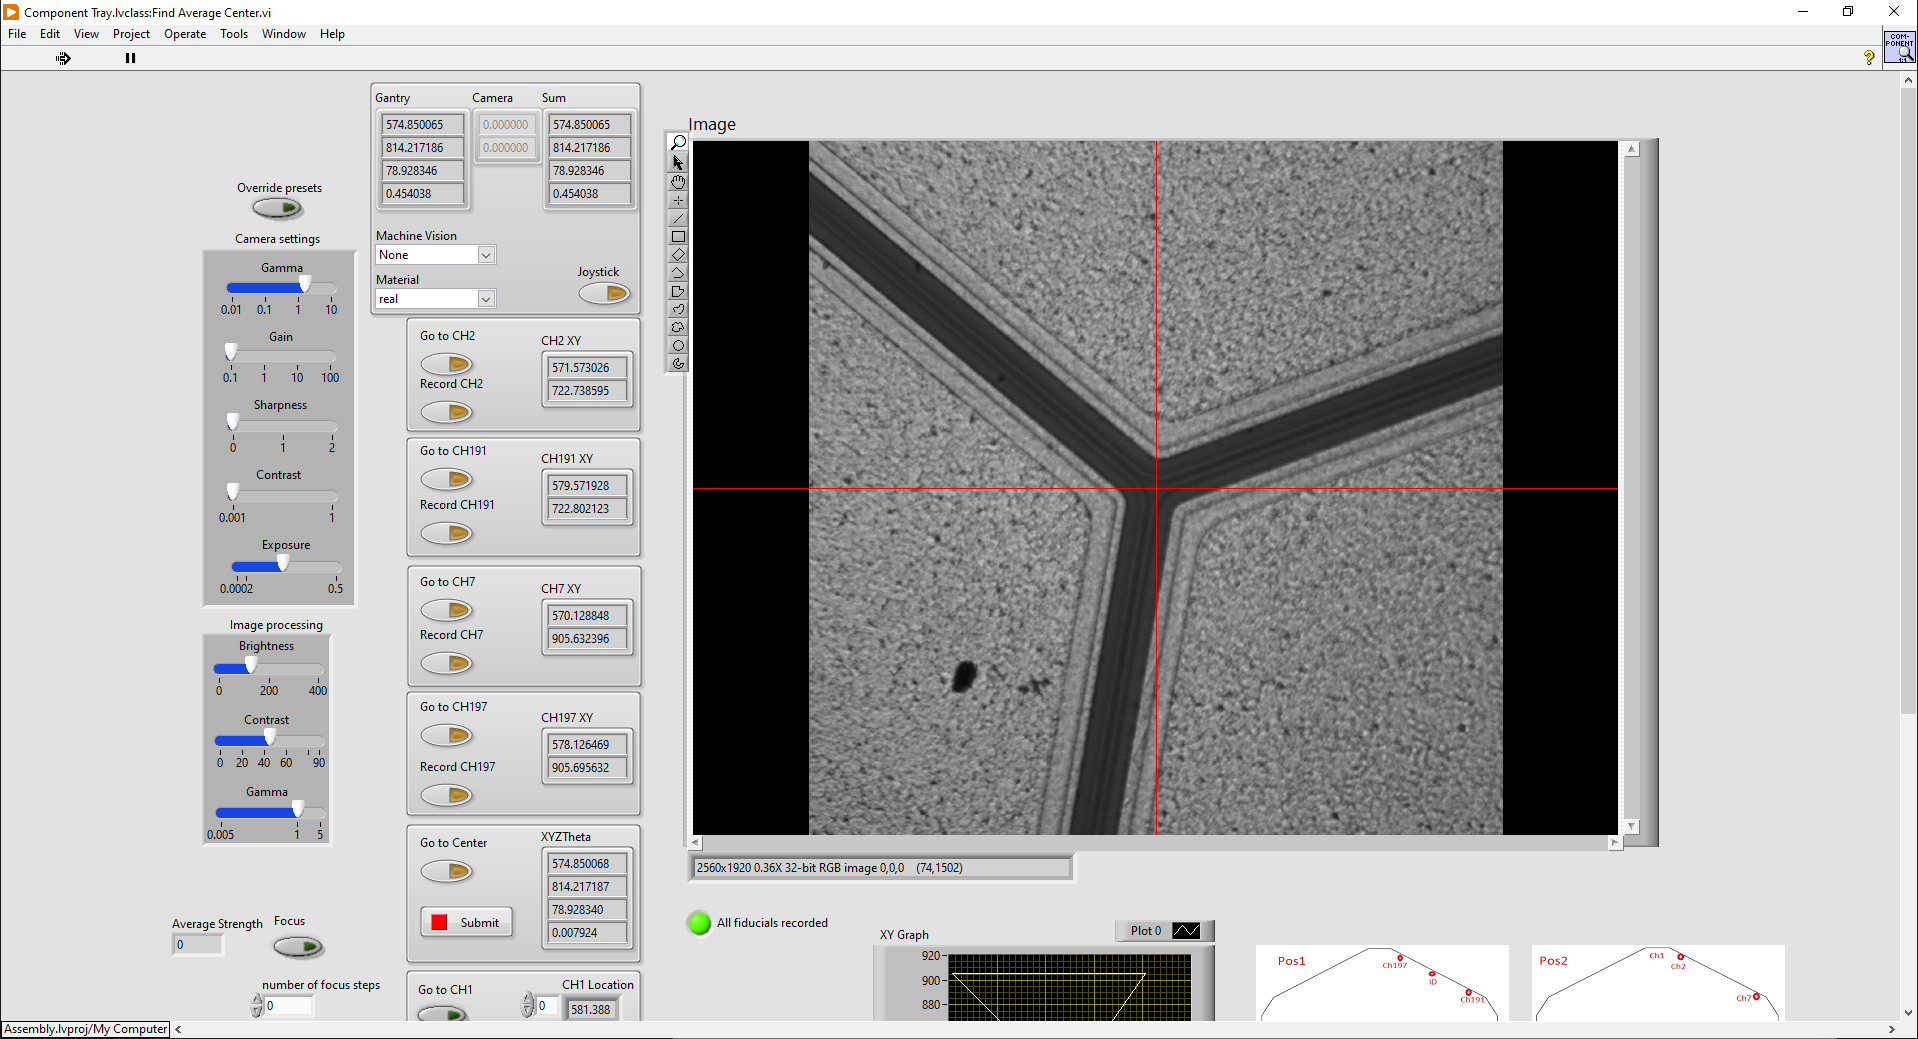 Component Tray.lvclass:Find Average Center.vi
File Edit View Project Operate Tools Window Help
COM-
PONENT
Gantry Camera Sum
574.850065 0.000000 574.850065
814.217186 0.000000 814.217186
78.928346 78.928346
0.454038 0.454038
Machine Vision
None
Material
real
Joystick
Override presets
Camera settings
Gamma
0.01 0.1 1 10
Gain
0.1 1 10 100
Sharpness
0 1 2
Contrast
0.001 1
Exposure
0.0002 0.5
Image processing
Brightness
0 200 400
Contrast
0 20 40 60 90
Gamma
0.005 1 5
Average Strength
0
Focus
number of focus steps
0
Go to CH2
Record CH2
CH2 XY
571.573026
722.738595
Go to CH191
Record CH191
CH191 XY
579.571928
722.802123
Go to CH7
Record CH7
CH7 XY
570.128848
905.632396
Go to CH197
Record CH197
CH197 XY
578.126469
905.695632
Go to Center
Submit
XYZTheta
574.850068
814.217187
78.928340
0.007924
Go to CH1
0
CH1 Location
581.388
Image
2560x1920 0.36X 32-bit RGB image 0,0,0 (74,1502)
All fiducials recorded
XY Graph
Plot 0
920
900
880
Pos1
Ch197
ID
Ch191
Pos2
Ch1
Ch2
Ch7
Assembly.lvproj/My Computer